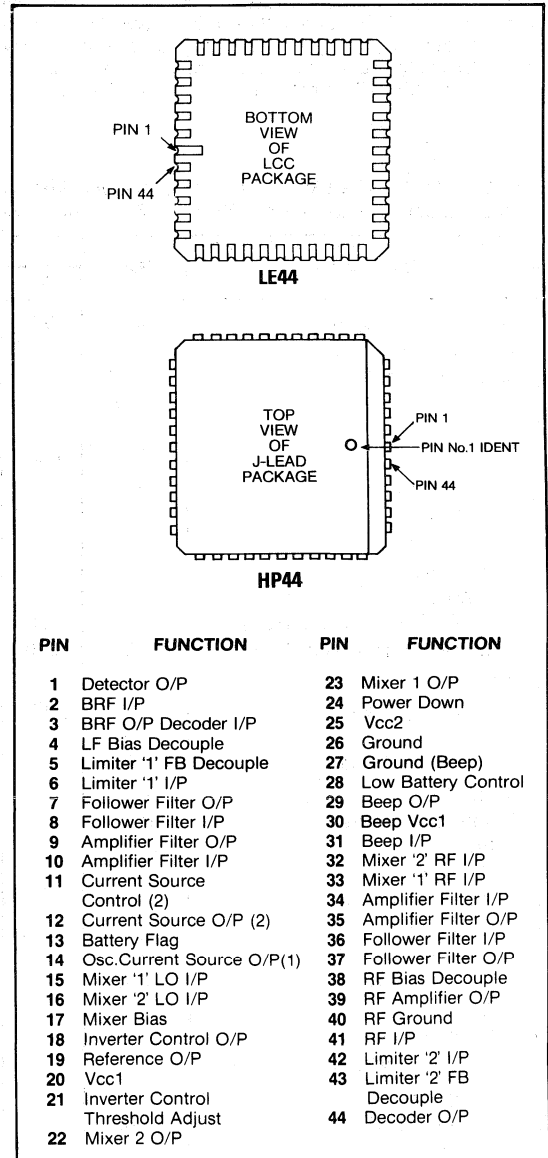 PIN 1
PIN 44
BOTTOM
VIEW
OF
LCC
PACKAGE
LE44
TOP
VIEW
OF
J-LEAD
PACKAGE
PIN 1
PIN No.1 IDENT
PIN 44
HP44
PIN FUNCTION
1 Detector O/P
2 BRF I/P
3 BRF O/P Decoder I/P
4 LF Bias Decouple
5 Limiter '1' FB Decouple
6 Limiter '1' I/P
7 Follower Filter O/P
8 Follower Filter I/P
9 Amplifier Filter O/P
10 Amplifier Filter I/P
11 Current Source
Control (2)
12 Current Source O/P (2)
13 Battery Flag
14 Osc.Current Source O/P(1)
15 Mixer '1' LO I/P
16 Mixer '2' LO I/P
17 Mixer Bias
18 Inverter Control O/P
19 Reference O/P
20 Vcc1
21 Inverter Control
Threshold Adjust
22 Mixer 2 O/P
PIN FUNCTION
23 Mixer 1 O/P
24 Power Down
25 Vcc2
26 Ground
27 Ground (Beep)
28 Low Battery Control
29 Beep O/P
30 Beep Vcc1
31 Beep I/P
32 Mixer '2' RF I/P
33 Mixer '1' RF I/P
34 Amplifier Filter I/P
35 Amplifier Filter O/P
36 Follower Filter I/P
37 Follower Filter O/P
38 RF Bias Decouple
39 RF Amplifier O/P
40 RF Ground
41 RF I/P
42 Limiter '2' I/P
43 Limiter '2' FB
Decouple
44 Decoder O/P